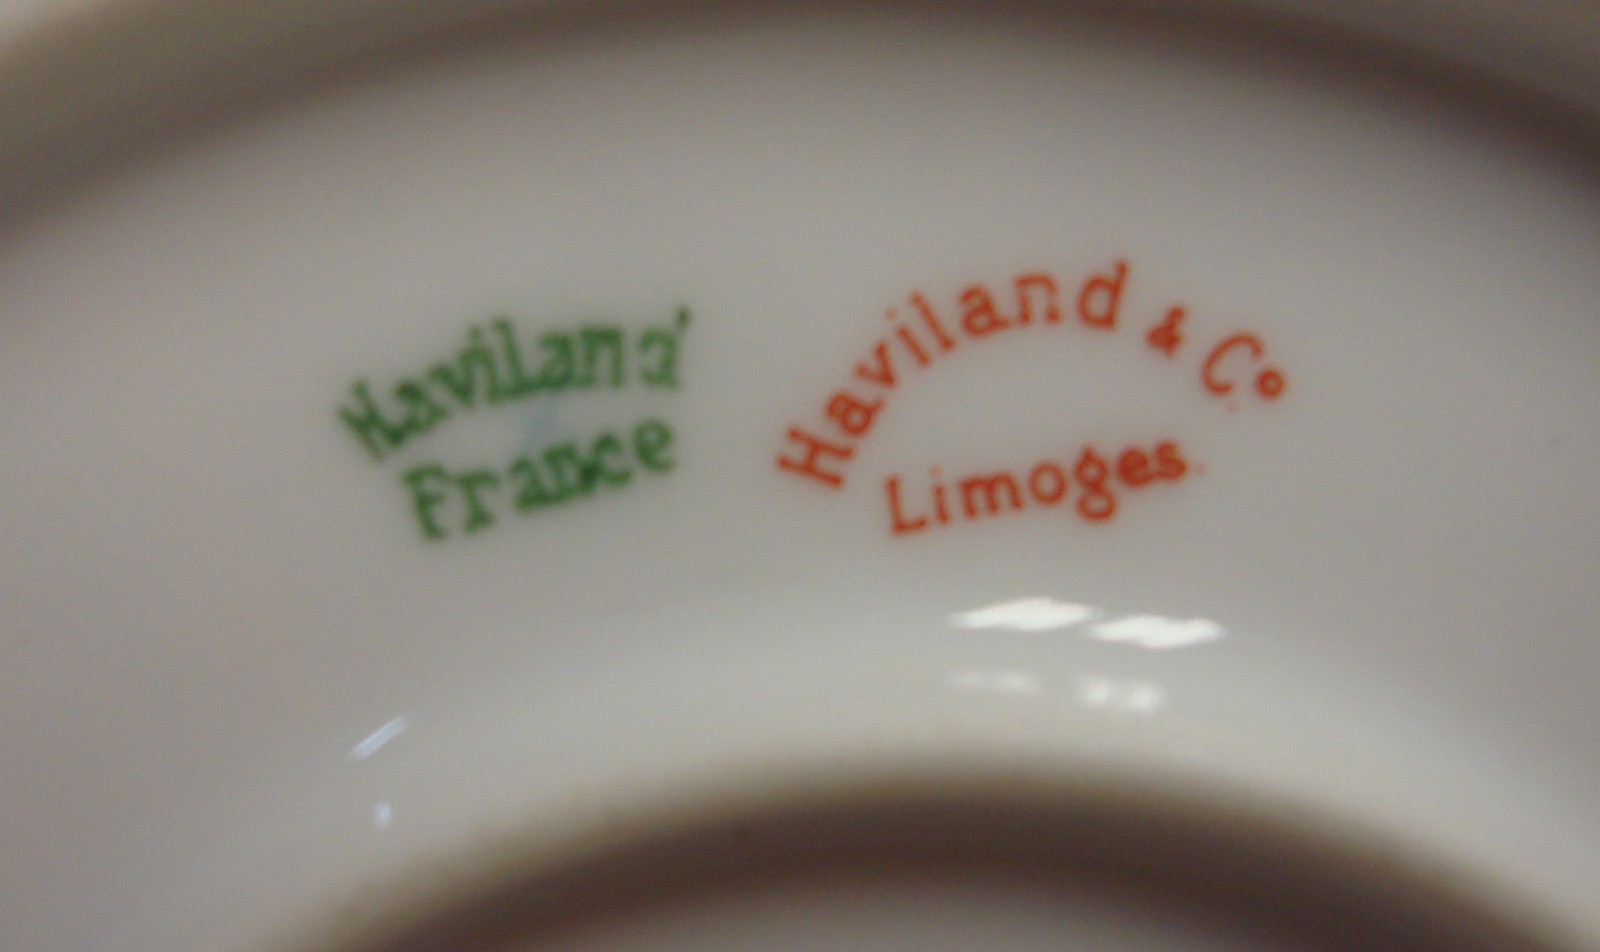 Haviland
France
Haviland & Co.
Limoges.